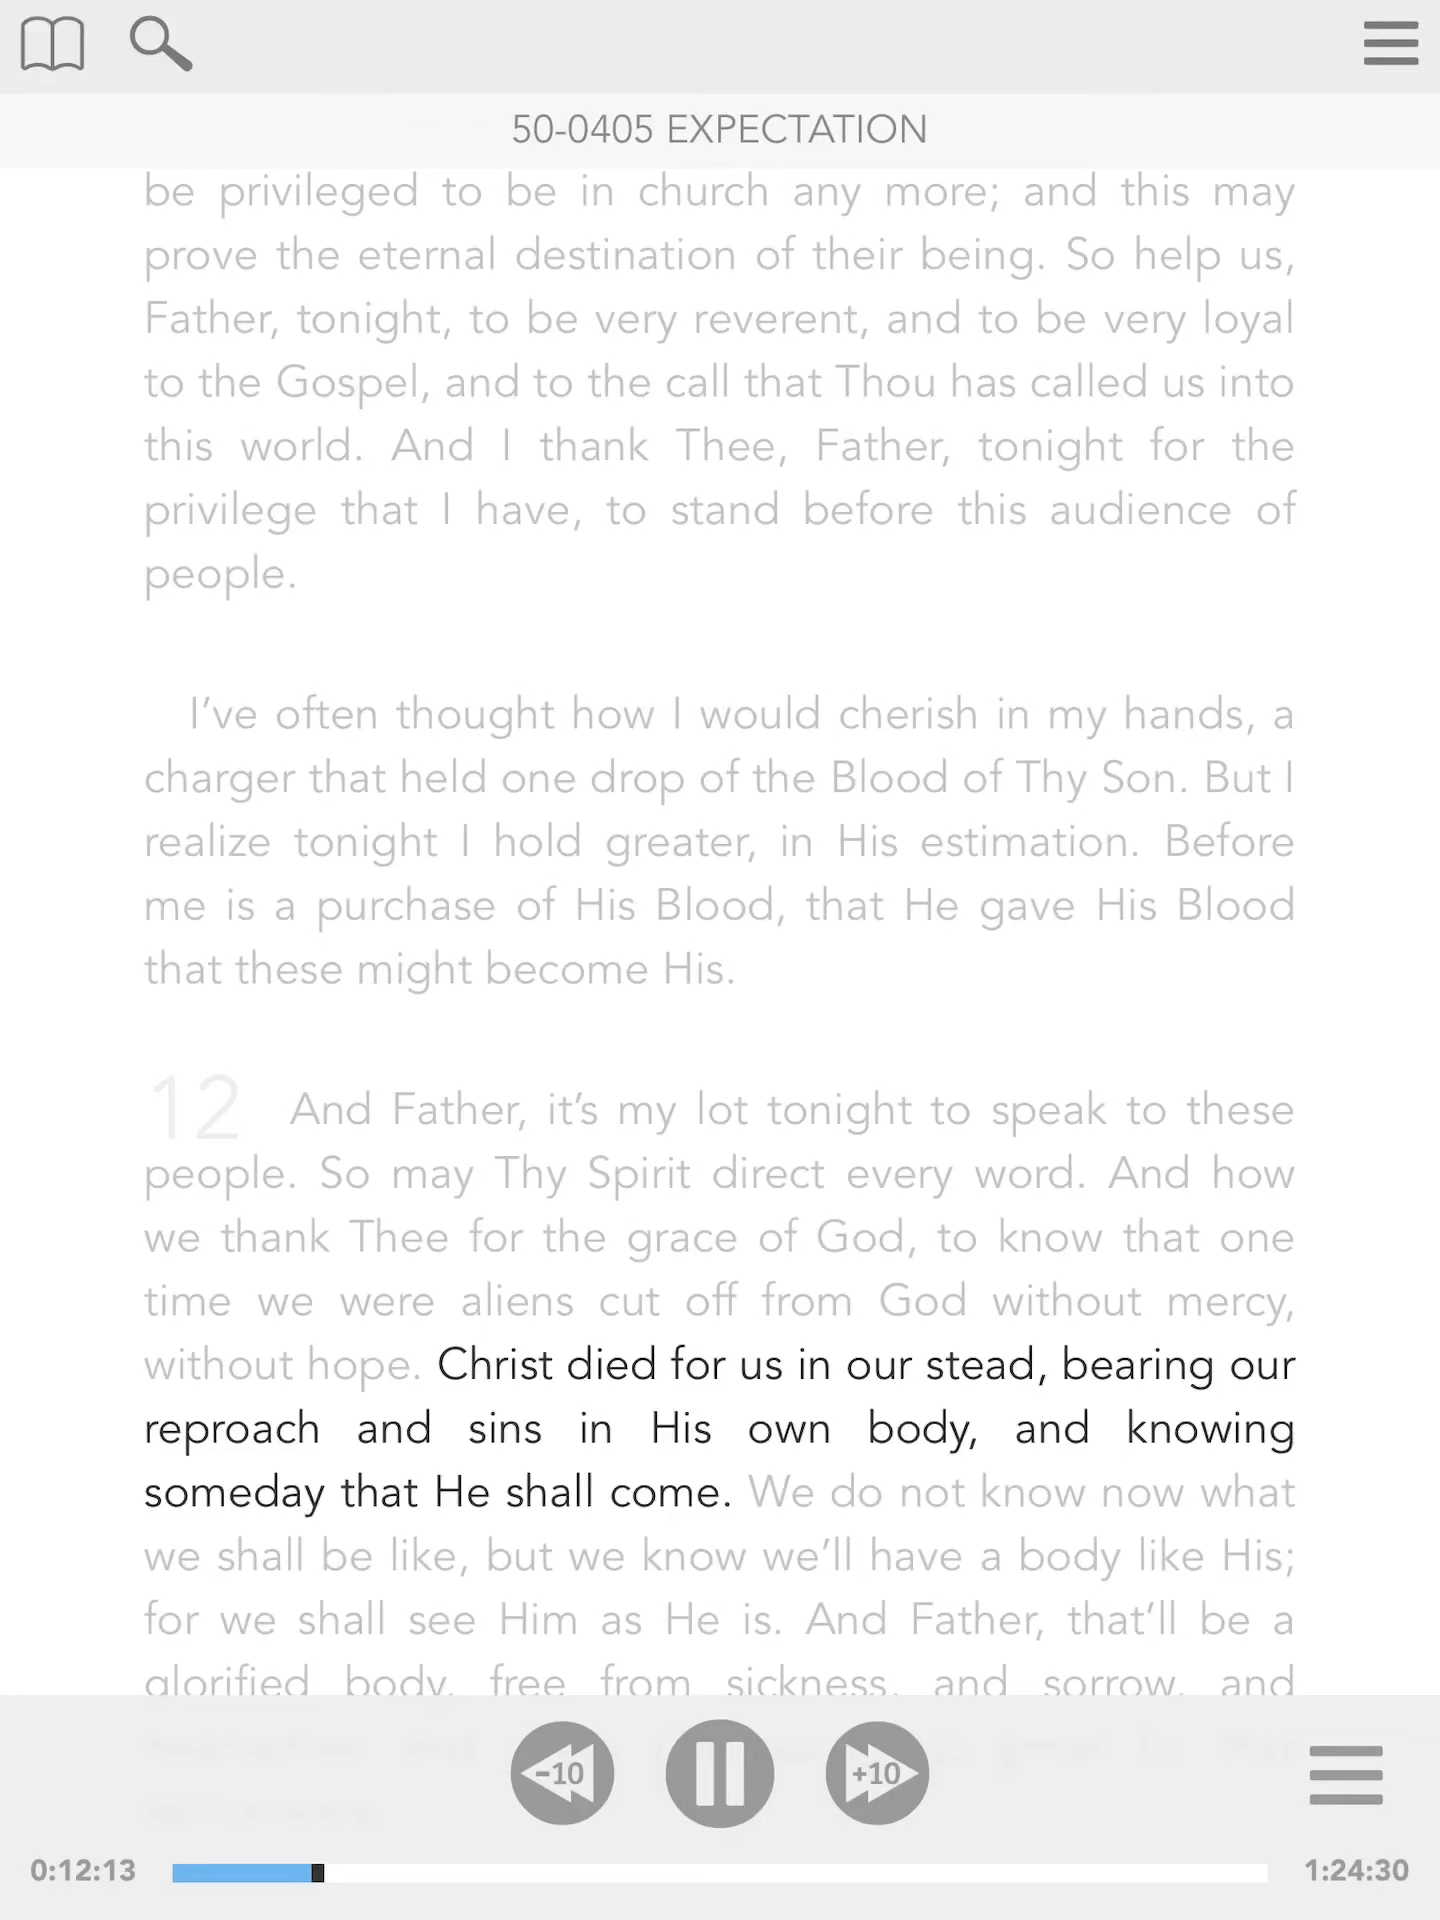 50-0405 EXPECTATION
be privileged to be in church any more; and this may
prove the eternal destination of their being. So help us,
Father, tonight, to be very reverent, and to be very loyal
to the Gospel, and to the call that Thou has called us into
this world. And I thank Thee, Father, tonight for the
privilege that I have, to stand before this audience of
people.
I’ve often thought how I would cherish in my hands, a
charger that held one drop of the Blood of Thy Son. But I
realize tonight I hold greater, in His estimation. Before
me is a purchase of His Blood, that He gave His Blood
that these might become His.
12 And Father, it’s my lot tonight to speak to these
people. So may Thy Spirit direct every word. And how
we thank Thee for the grace of God, to know that one
time we were aliens cut off from God without mercy,
without hope. Christ died for us in our stead, bearing our
reproach and sins in His own body, and knowing
someday that He shall come. We do not know now what
we shall be like, but we know we’ll have a body like His;
for we shall see Him as He is. And Father, that’ll be a
glorified body, free from sickness, and sorrow, and
-10 +10
0:12:13 1:24:30